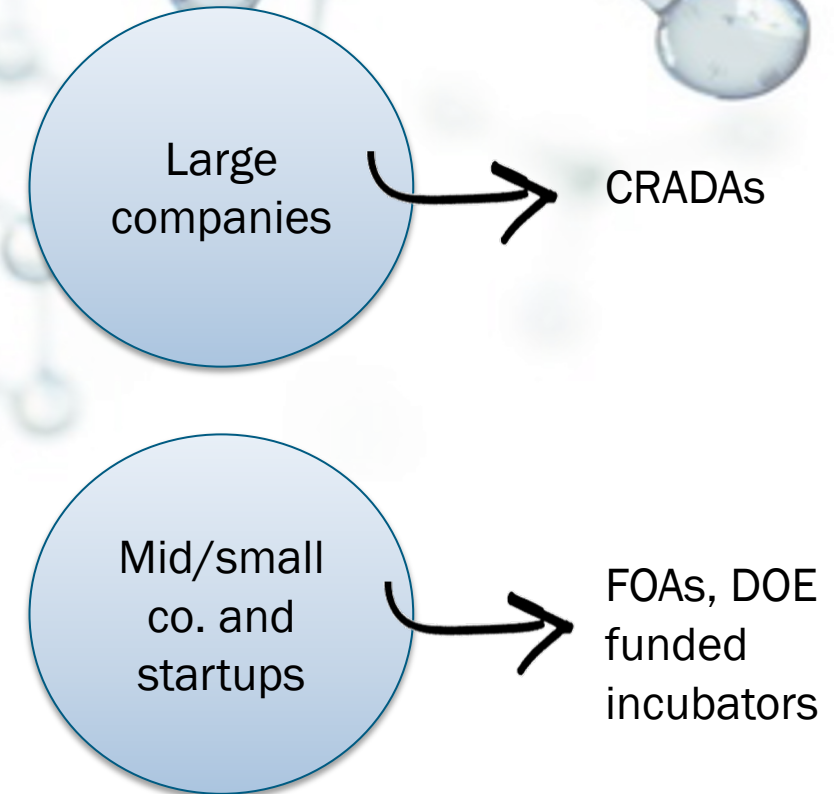 Large
companies
CRADAs
Mid/small
co. and
startups
FOAs, DOE
funded
incubators